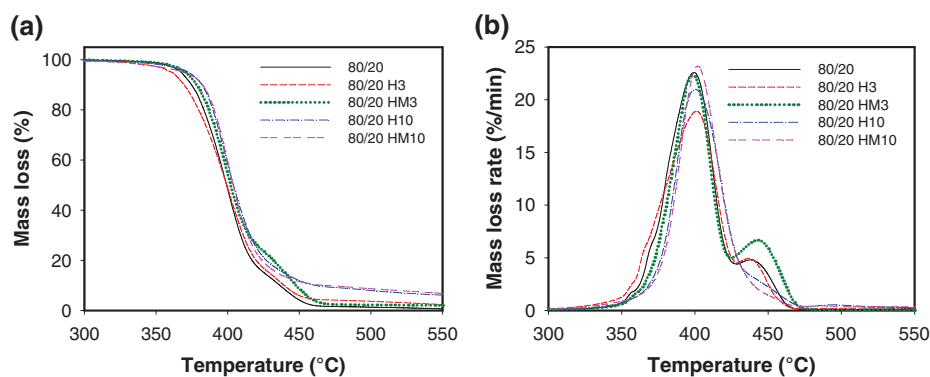 (a)
100
80
60
40
20
0
Mass loss (%)
80/20
80/20 H3
80/20 HM3
80/20 H10
80/20 HM10
300 350 400 450 500 550
Temperature (°C)
(b)
25
20
15
10
5
0
Mass loss rate (%/min)
80/20
80/20 H3
80/20 HM3
80/20 H10
80/20 HM10
300 350 400 450 500 550
Temperature (°C)